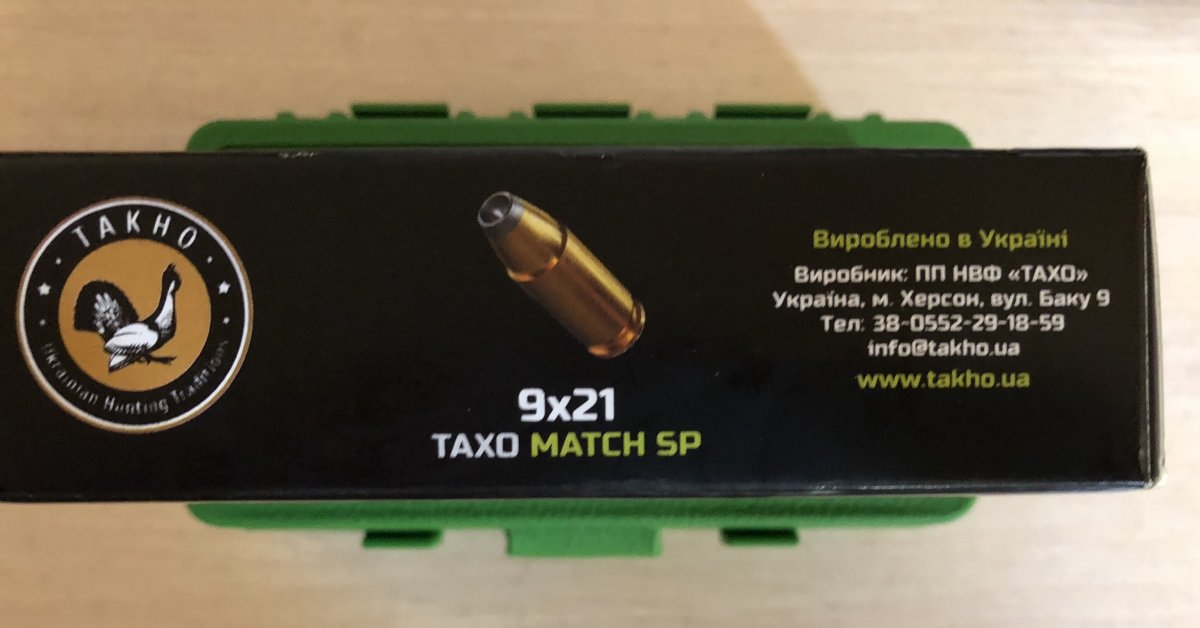 TAKHO
Ukrainian Hunting Traditions
9x21
ТАХО MATCH SP
Вироблено в Україні
Виробник: ПП НВФ «ТАХО»
Україна, м. Херсон, вул. Баку 9
Тел: 38-0552-29-18-59
info@takho.ua
www.takho.ua